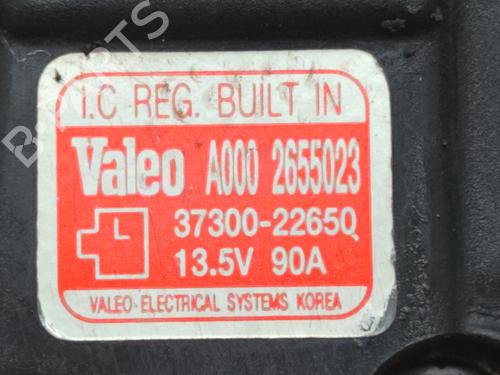 I.C REG. BUILT IN
Valeo A000 2655023
37300-22650
13.5V 90A
VALEO ELECTRICAL SYSTEMS KOREA